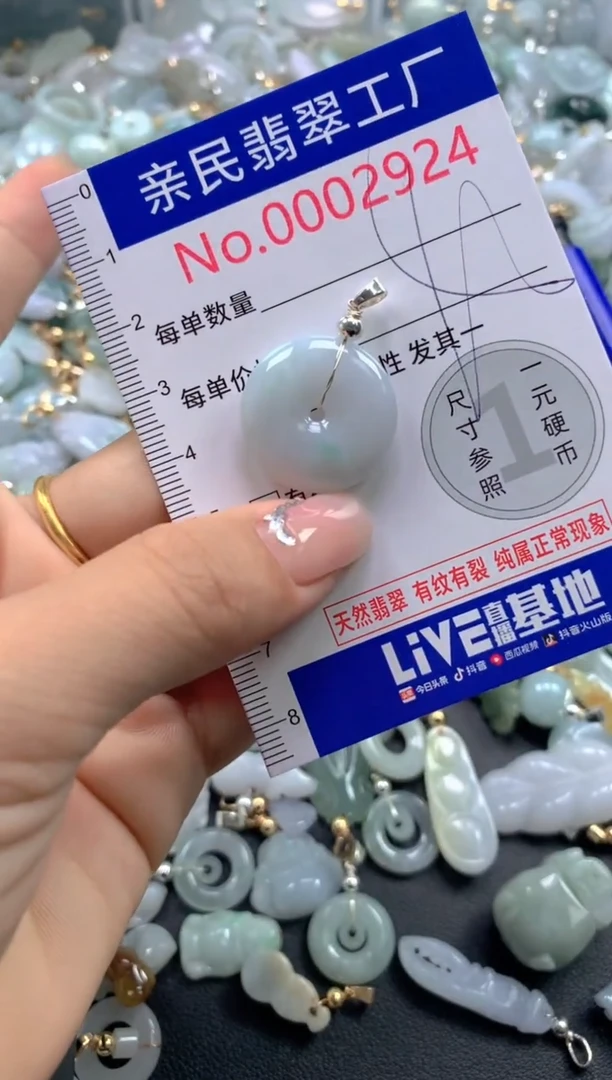 亲民翡翠工厂
No.0002924
每单数量
每单价 性 发其一
尺寸参照
1
一元硬币
天然翡翠 有纹有裂 纯属正常现象
LiVE直播基地
今日头条 抖音 西瓜视频 抖音火山版
0
1
2
3
4
7
8